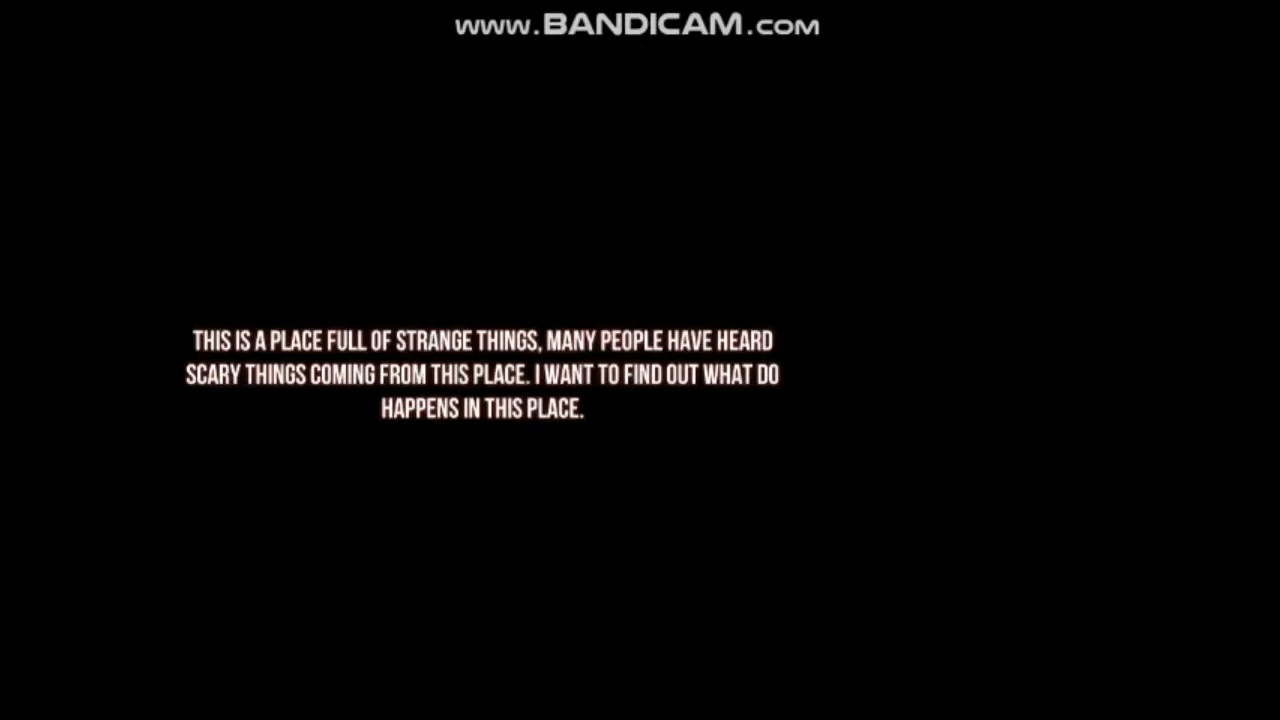 www.BANDICAM.com
THIS IS A PLACE FULL OF STRANGE THINGS, MANY PEOPLE HAVE HEARD
SCARY THINGS COMING FROM THIS PLACE. I WANT TO FIND OUT WHAT DO
HAPPENS IN THIS PLACE.